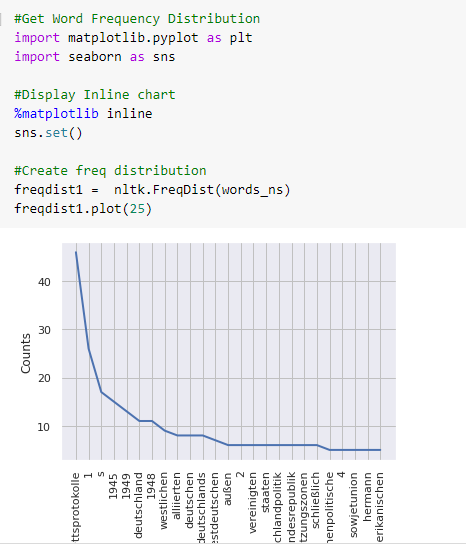 #Get Word Frequency Distribution
import matplotlib.pyplot as plt
import seaborn as sns
#Display Inline chart
%matplotlib inline
sns.set()
#Create freq distribution
freqdist1 =  nltk.FreqDist(words_ns)
freqdist1.plot(25)
40
30
20
10
Counts
ttsprotokolle
1
s
1945
1949
deutschland
1948
westlichen
alliierten
deutschen
deutschlands
estdeutschen
außen
2
vereinigten
staaten
chlandpolitik
ndesrepublik
tzungszonen
schließlich
nenpolitische
4
sowjetunion
hermann
erikanischen